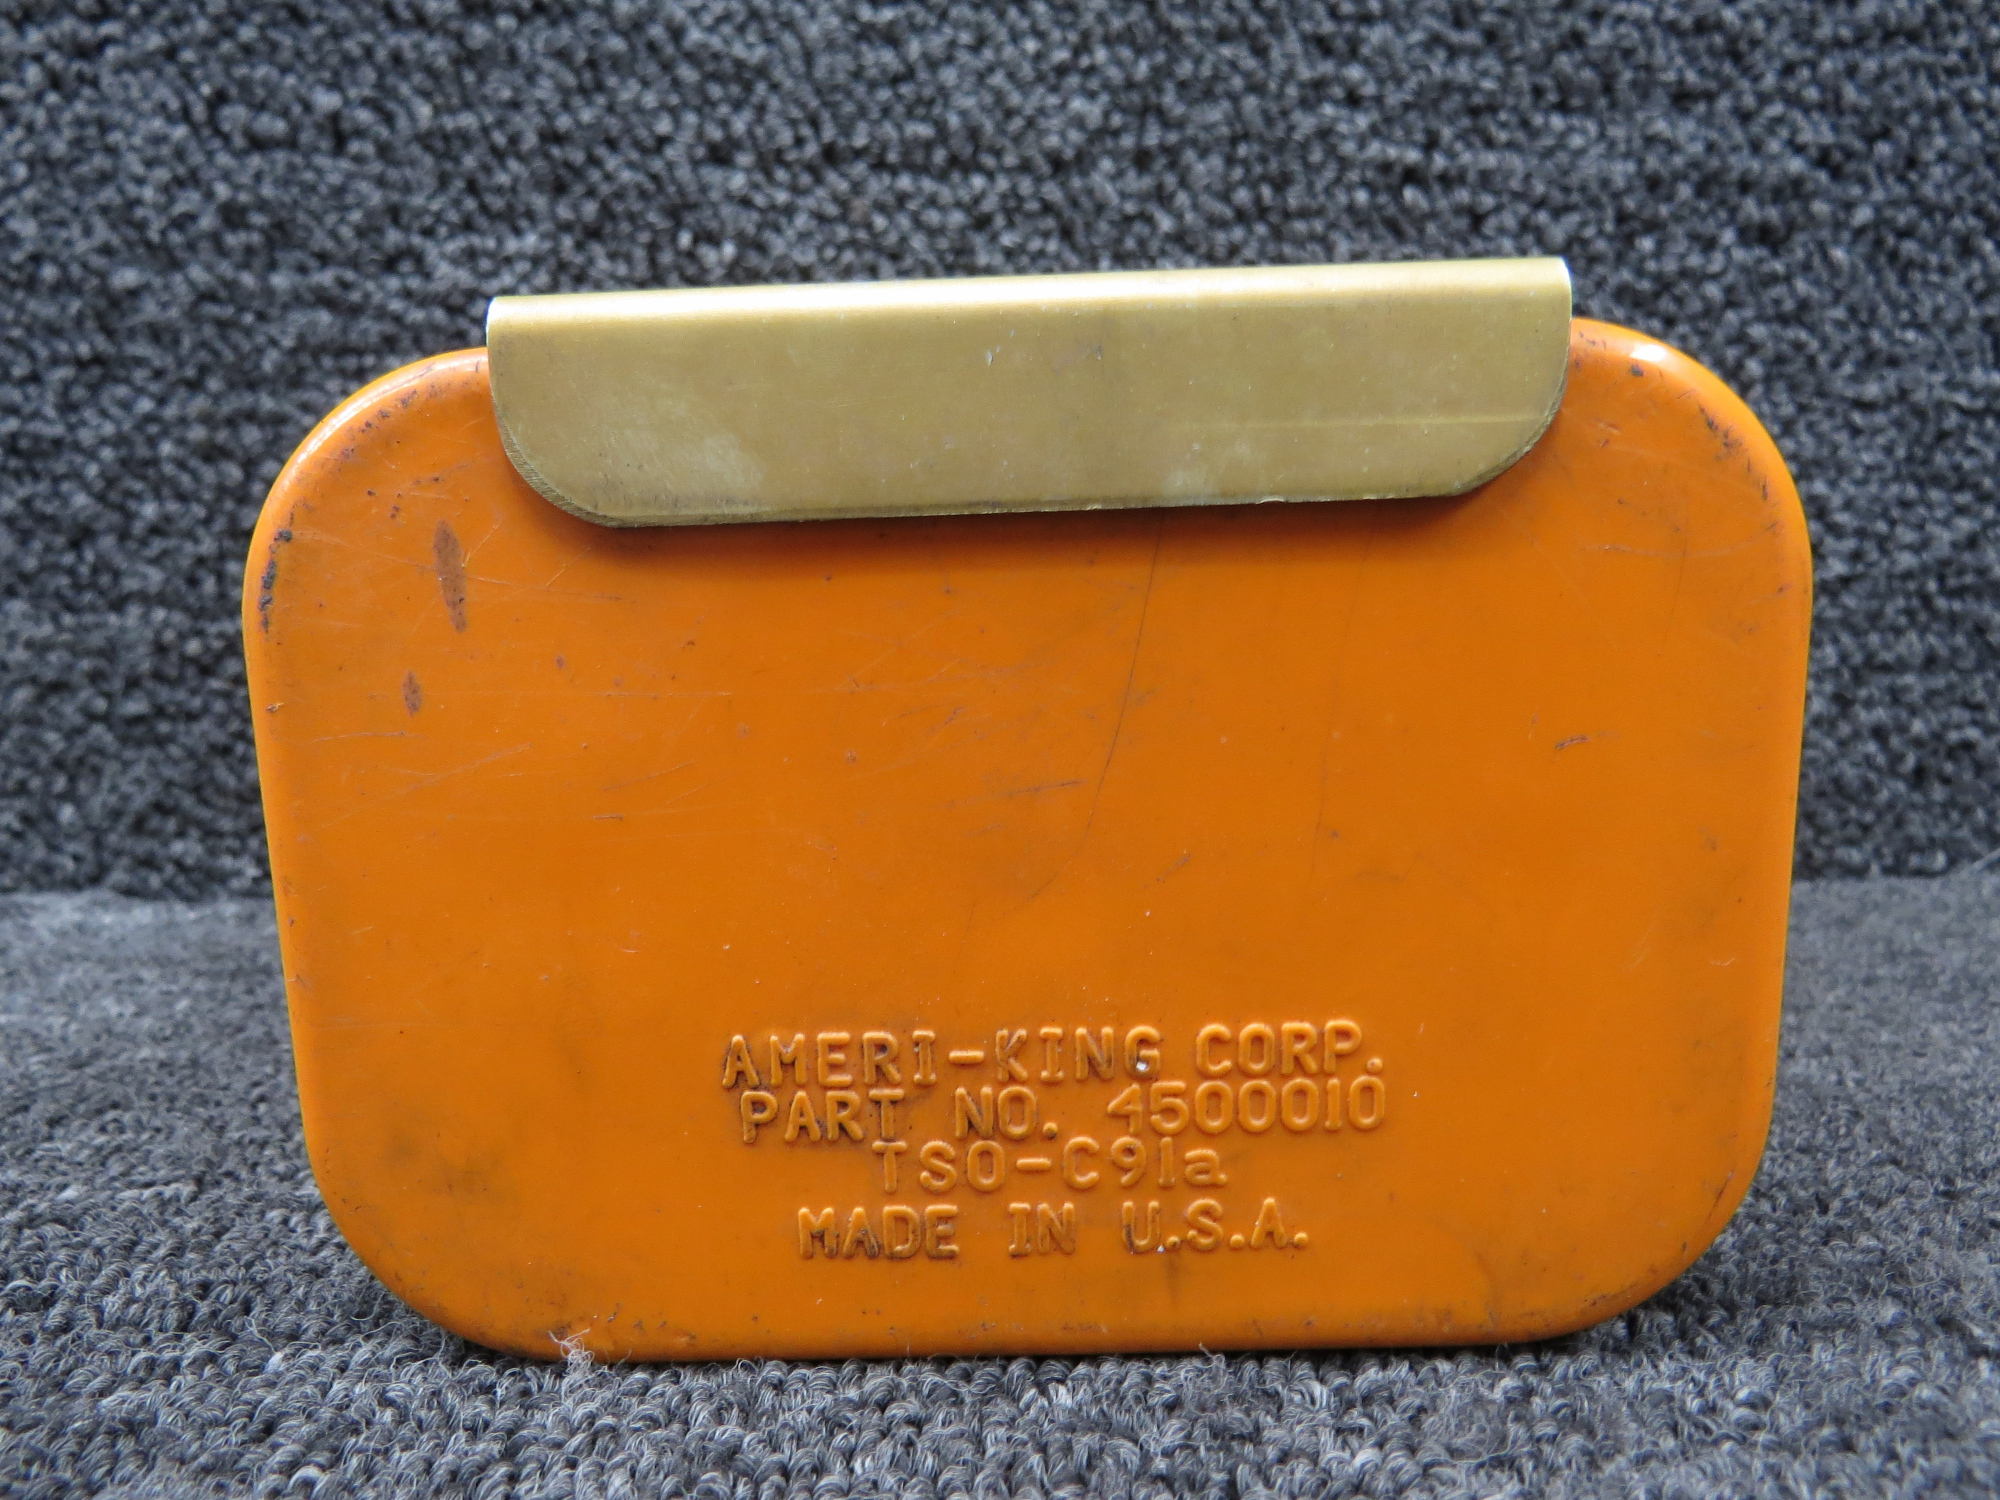 AMERI-KING CORP.
PART NO. 4500010
TSO-C91a
MADE IN U.S.A.